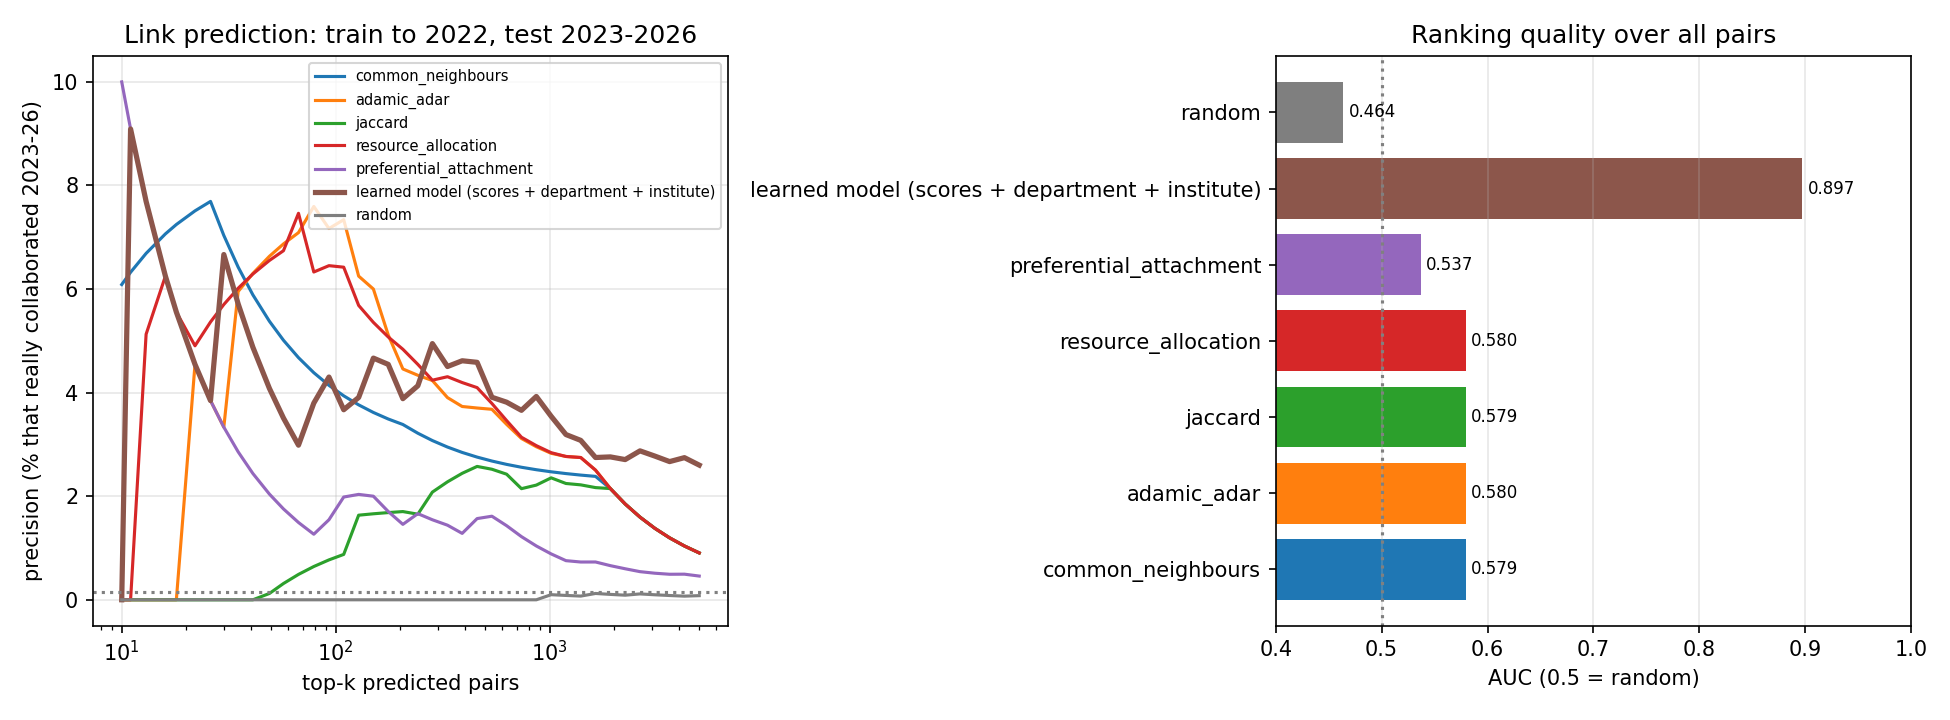 Link prediction: train to 2022, test 2023-2026
precision (% that really collaborated 2023-26)
10
8
6
4
2
0
common_neighbours
adamic_adar
jaccard
resource_allocation
preferential_attachment
learned model (scores + department + institute)
random
10¹
10²
10³
top-k predicted pairs
Ranking quality over all pairs
random
0.464
learned model (scores + department + institute)
0.897
preferential_attachment
0.537
resource_allocation
0.580
jaccard
0.579
adamic_adar
0.580
common_neighbours
0.579
0.4
0.5
0.6
0.7
0.8
0.9
1.0
AUC (0.5 = random)